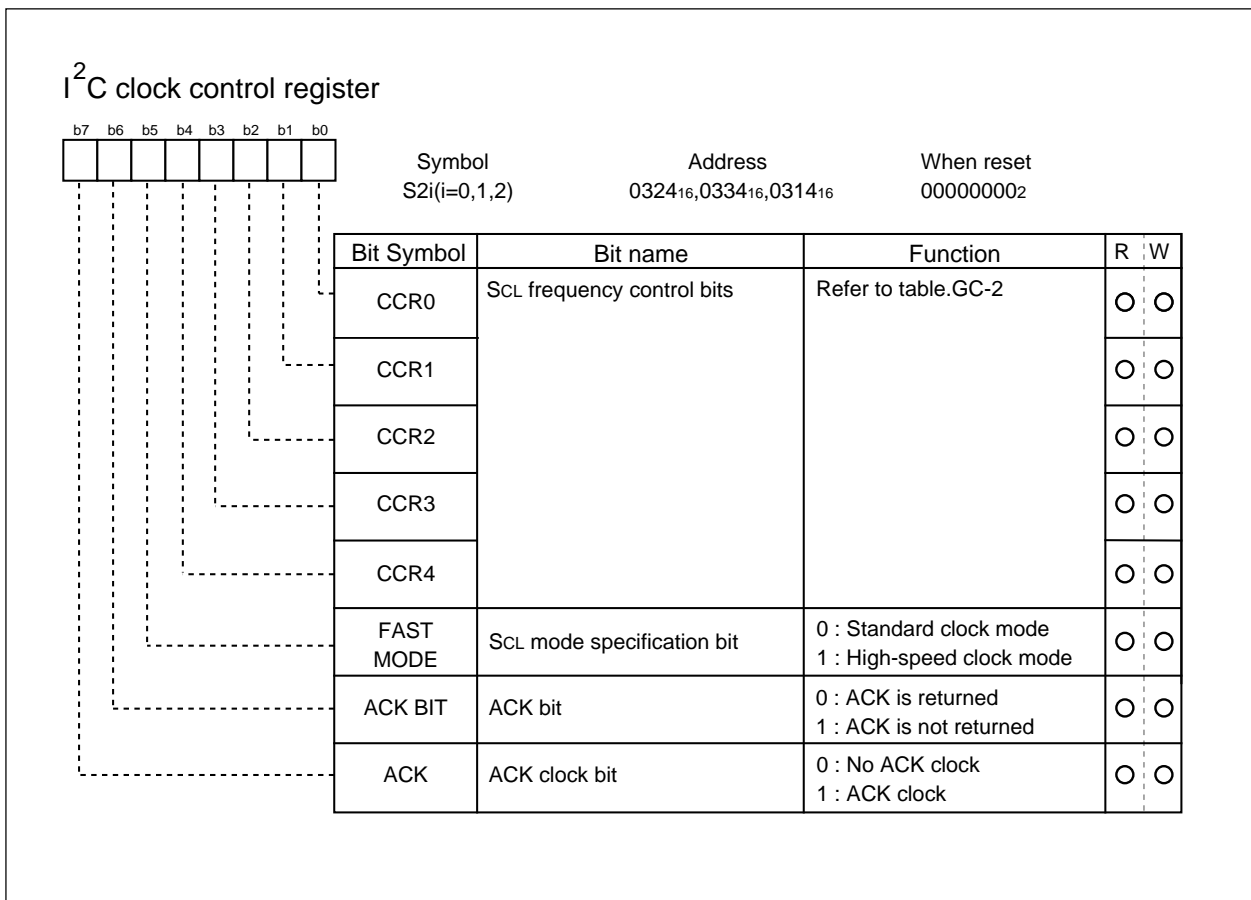 I2C clock control register
b7 b6 b5 b4 b3 b2 b1 b0
Symbol Address When reset
S2i(i=0,1,2) 032416,033416,031416 000000002
Bit Symbol Bit name Function R W
CCR0 SCL frequency control bits Refer to table.GC-2
CCR1
CCR2
CCR3
CCR4
FAST MODE SCL mode specification bit 0 : Standard clock mode
1 : High-speed clock mode
ACK BIT ACK bit 0 : ACK is returned
1 : ACK is not returned
ACK ACK clock bit 0 : No ACK clock
1 : ACK clock